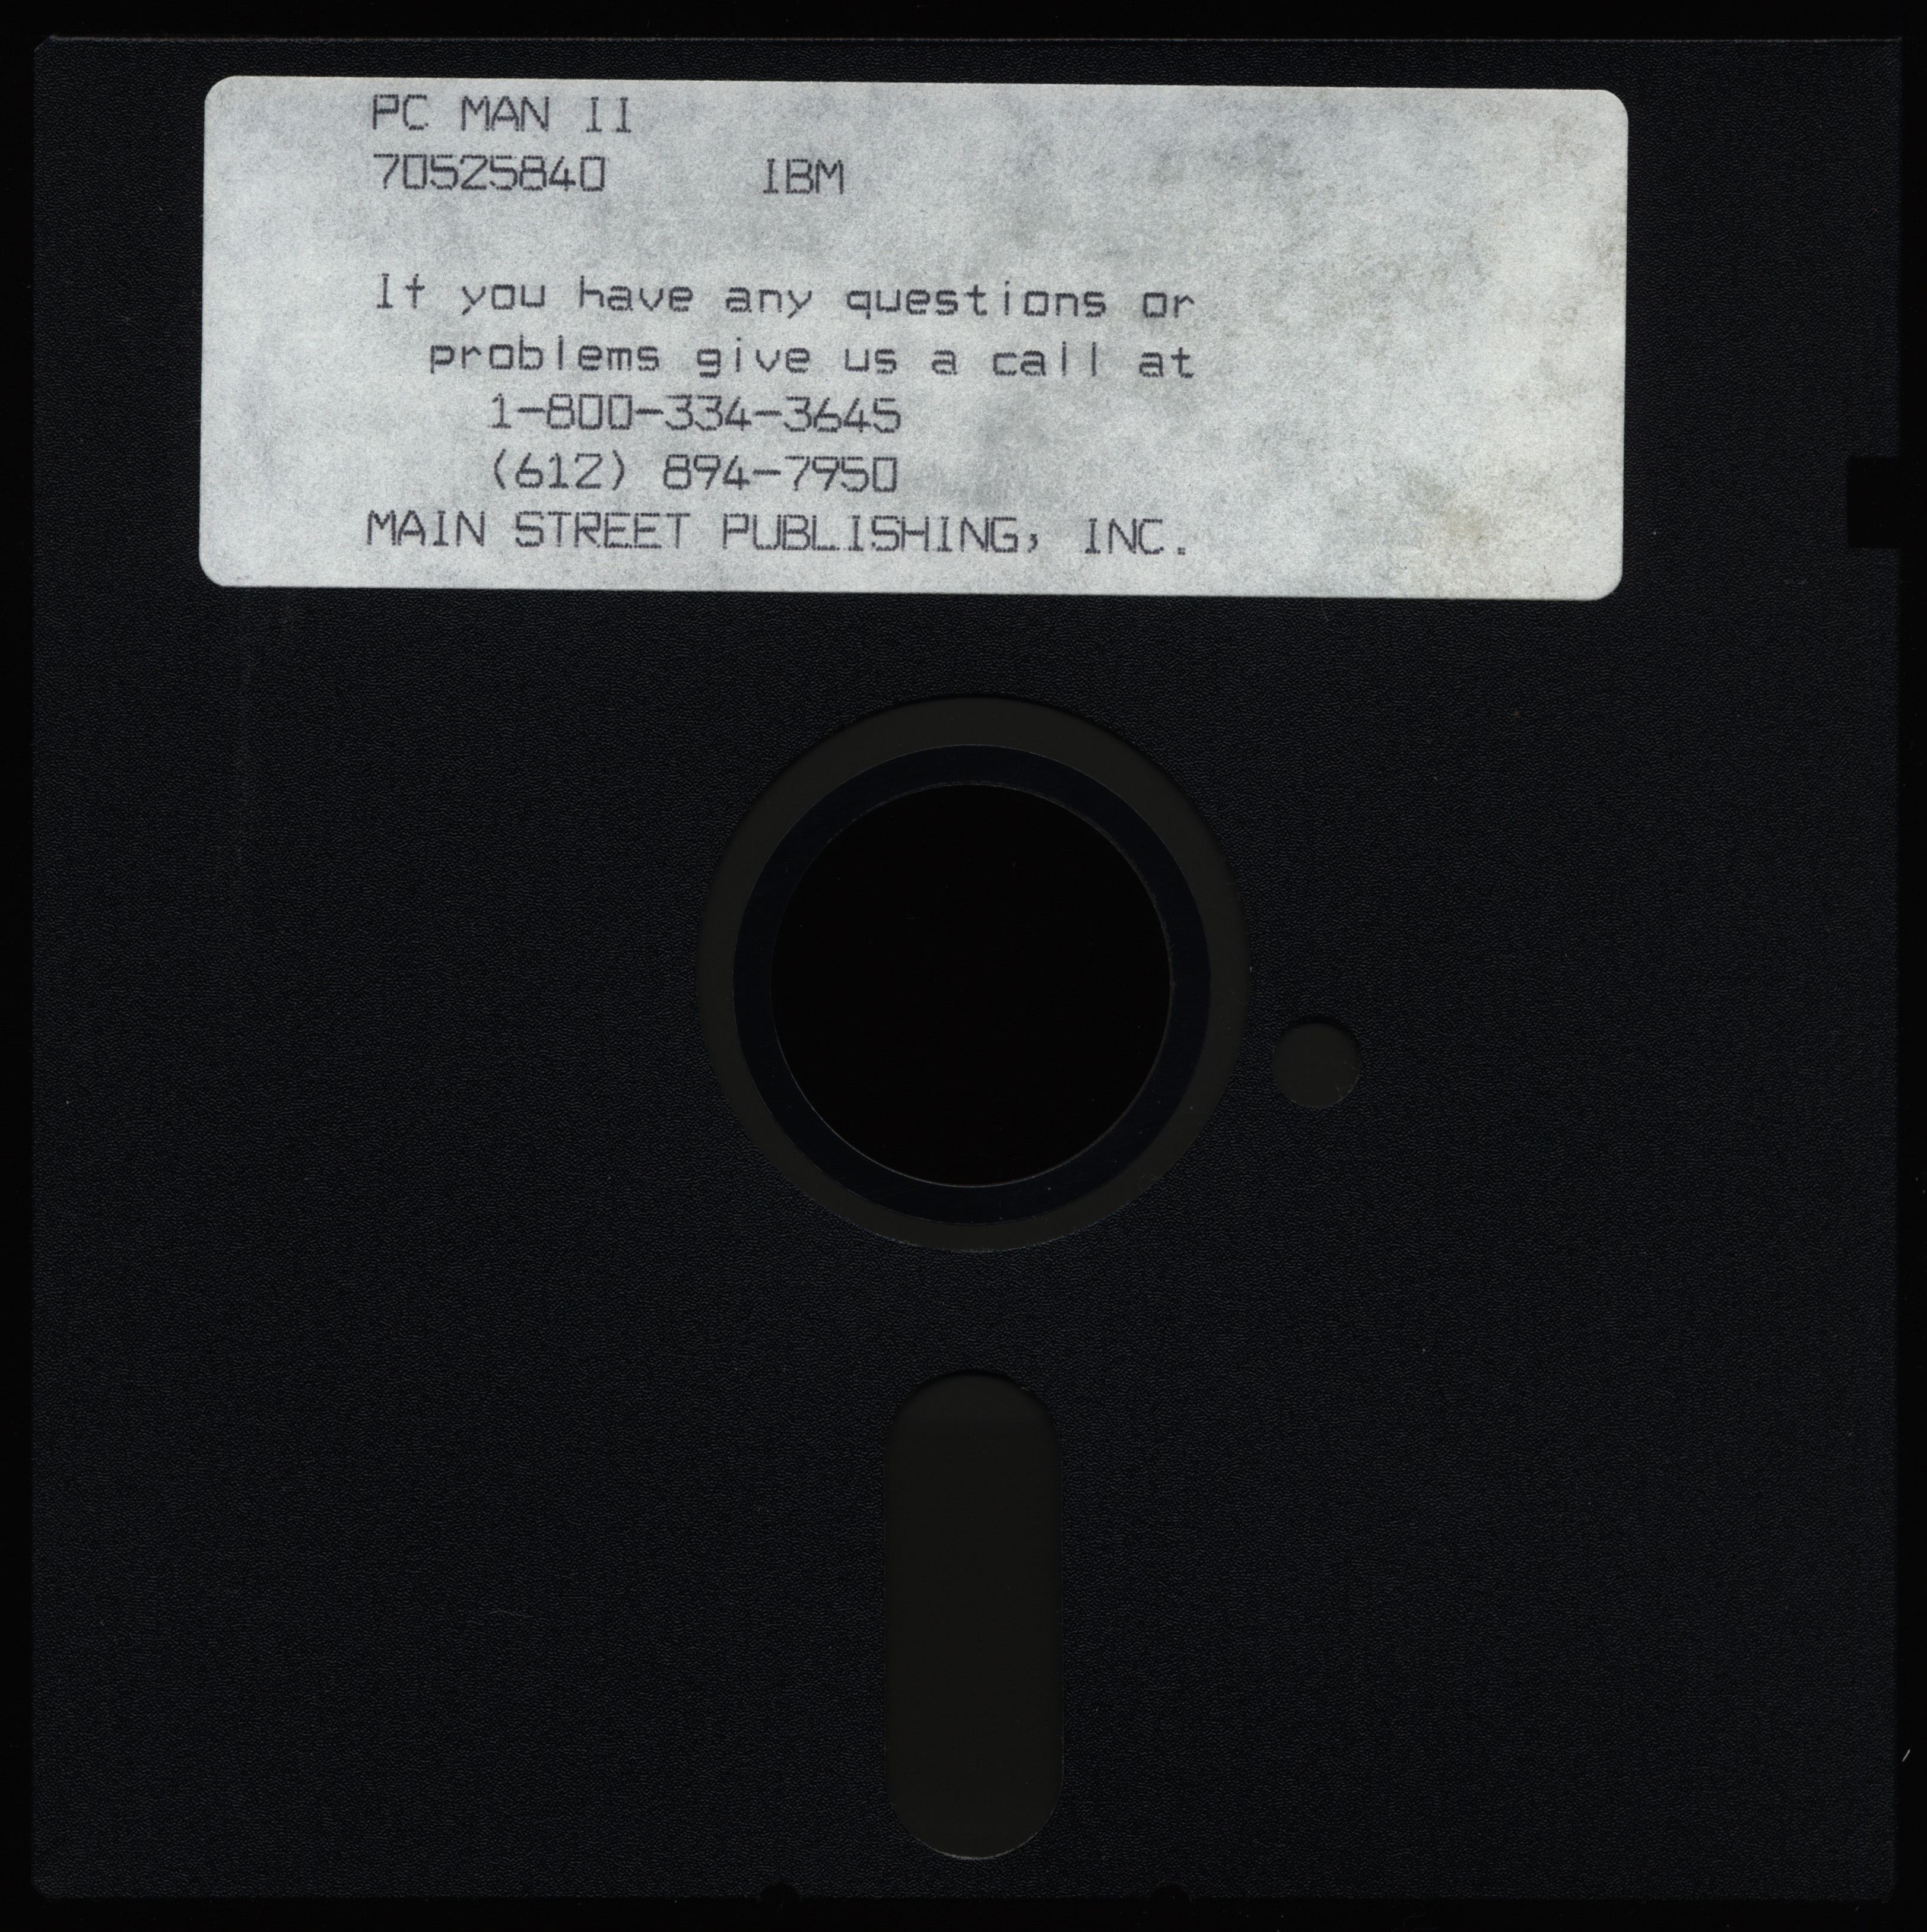 PC MAN II
70525840 IBM
If you have any questions or
problems give us a call at
1-800-334-3645
(612) 894-7950
MAIN STREET PUBLISHING, INC.